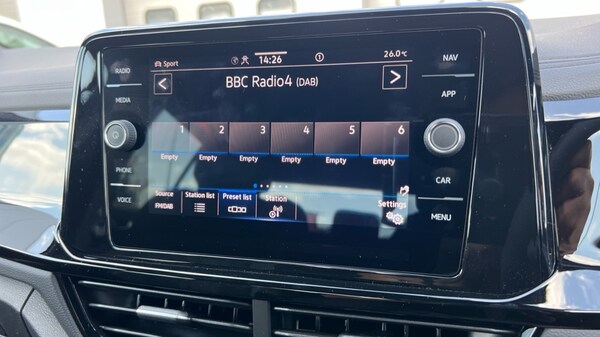 RADIO
MEDIA
PHONE
VOICE
NAV
APP
CAR
MENU
Sport
14:26
26.0℃
< BBC Radio4 (DAB) >
1 2 3 4 5 6
Empty Empty Empty Empty Empty Empty
Source Station list Preset list Station Settings
FM/DAB